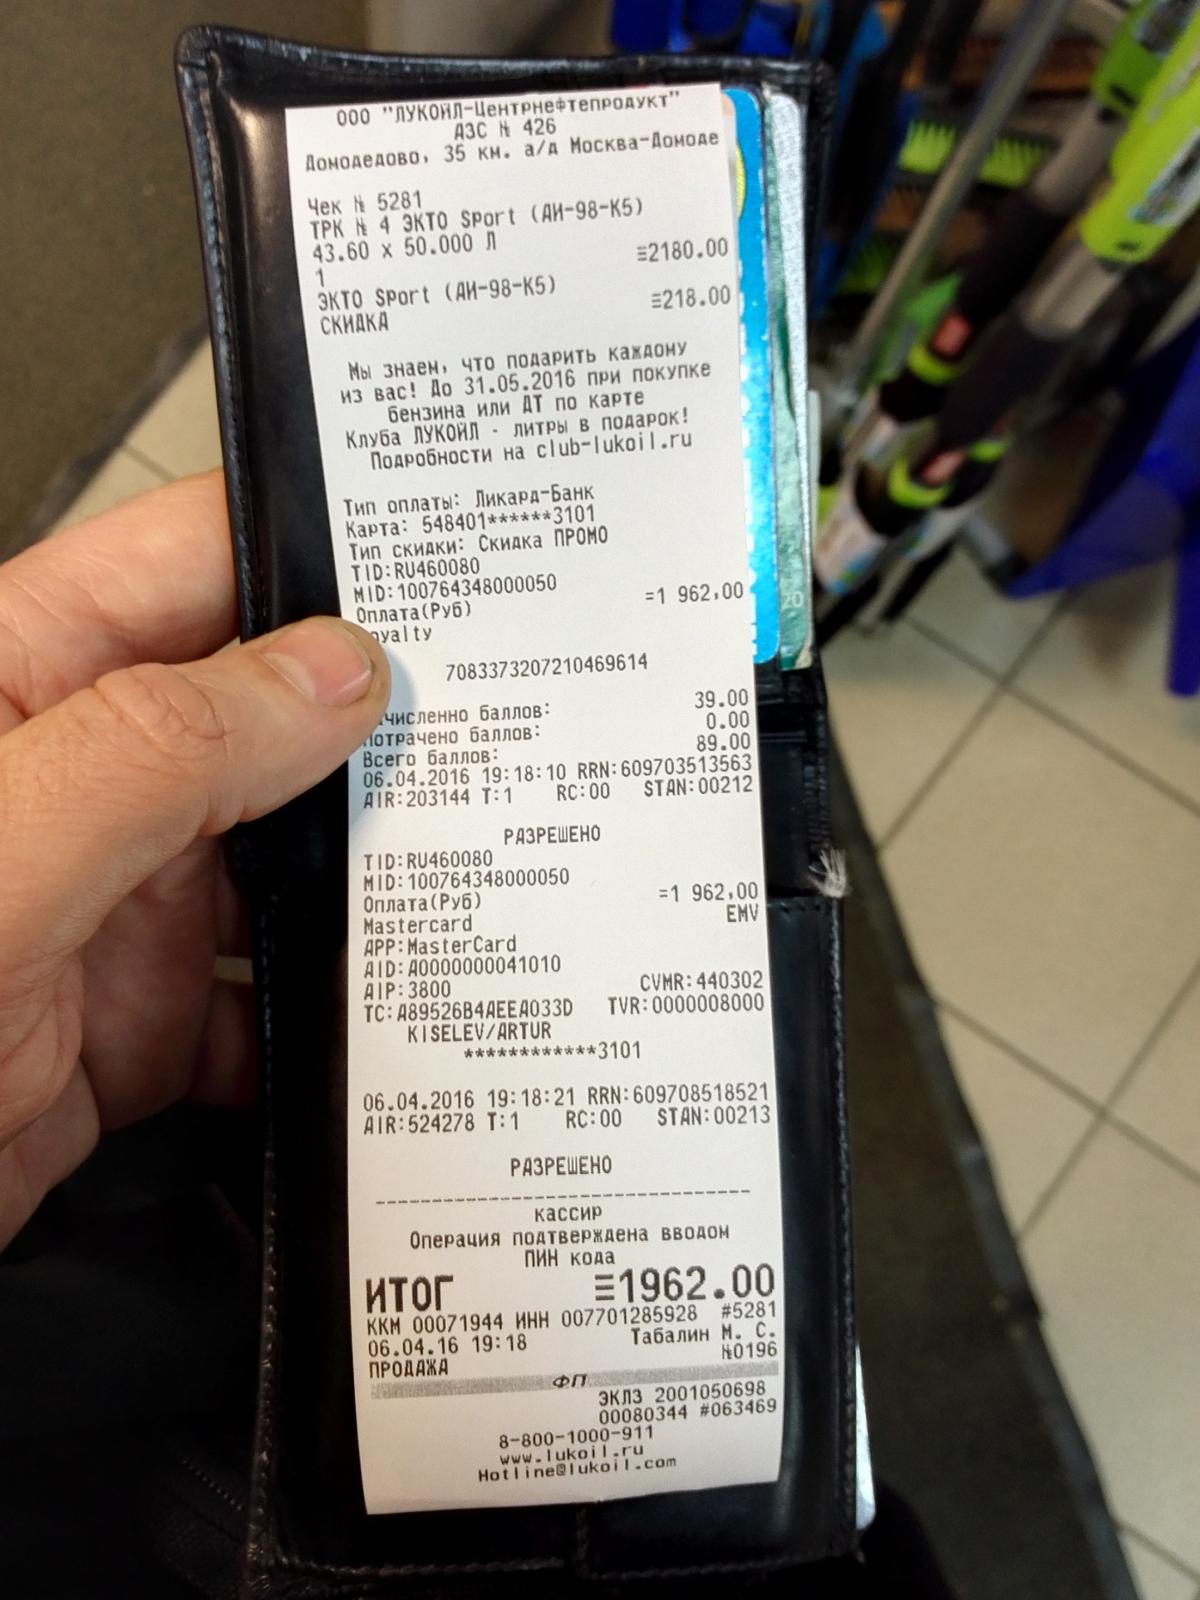 ООО "ЛУКОЙЛ-Центрнефтепродукт"
АЗС № 426
Домодедово, 35 км. а/д Москва-Домоде
Чек № 5281
ТРК № 4 ЭКТО Sport (АИ-98-К5)
43.60 x 50.000 Л ≡2180.00
1
ЭКТО Sport (АИ-98-К5)
СКИДКА ≡218.00
Мы знаем, что подарить каждому
из вас! До 31.05.2016 при покупке
бензина или ДТ по карте
Клуба ЛУКОЙЛ - литры в подарок!
Подробности на club-lukoil.ru
Тип оплаты: Ликард-Банк
Карта: 548401******3101
Тип скидки: Скидка ПРОМО
TID:RU460080
MID:100764348000050
Оплата(Руб) =1 962,00
oyalty
7083373207210469614
численно баллов: 39.00
потрачено баллов: 0.00
Всего баллов: 89.00
06.04.2016 19:18:10 RRN:609703513563
AIR:203144 T:1 RC:00 STAN:00212
РАЗРЕШЕНО
TID:RU460080
MID:100764348000050
Оплата(Руб) =1 962,00
Mastercard EMV
APP:MasterCard
AID:A0000000041010
AIP:3800 CVMR:440302
TC:A89526B4AEEA033D TVR:0000008000
KISELEV/ARTUR
************3101
06.04.2016 19:18:21 RRN:609708518521
AIR:524278 T:1 RC:00 STAN:00213
РАЗРЕШЕНО
кассир
Операция подтверждена вводом
ПИН кода
ИТОГ ≡1962.00
ККМ 00071944 ИНН 007701285928 #5281
06.04.16 19:18 Табалин М. С.
ПРОДАЖА №0196
ФП
ЭКЛЗ 2001050698
00080344 #063469
8-800-1000-911
www.lukoil.ru
Hotline@lukoil.com
20